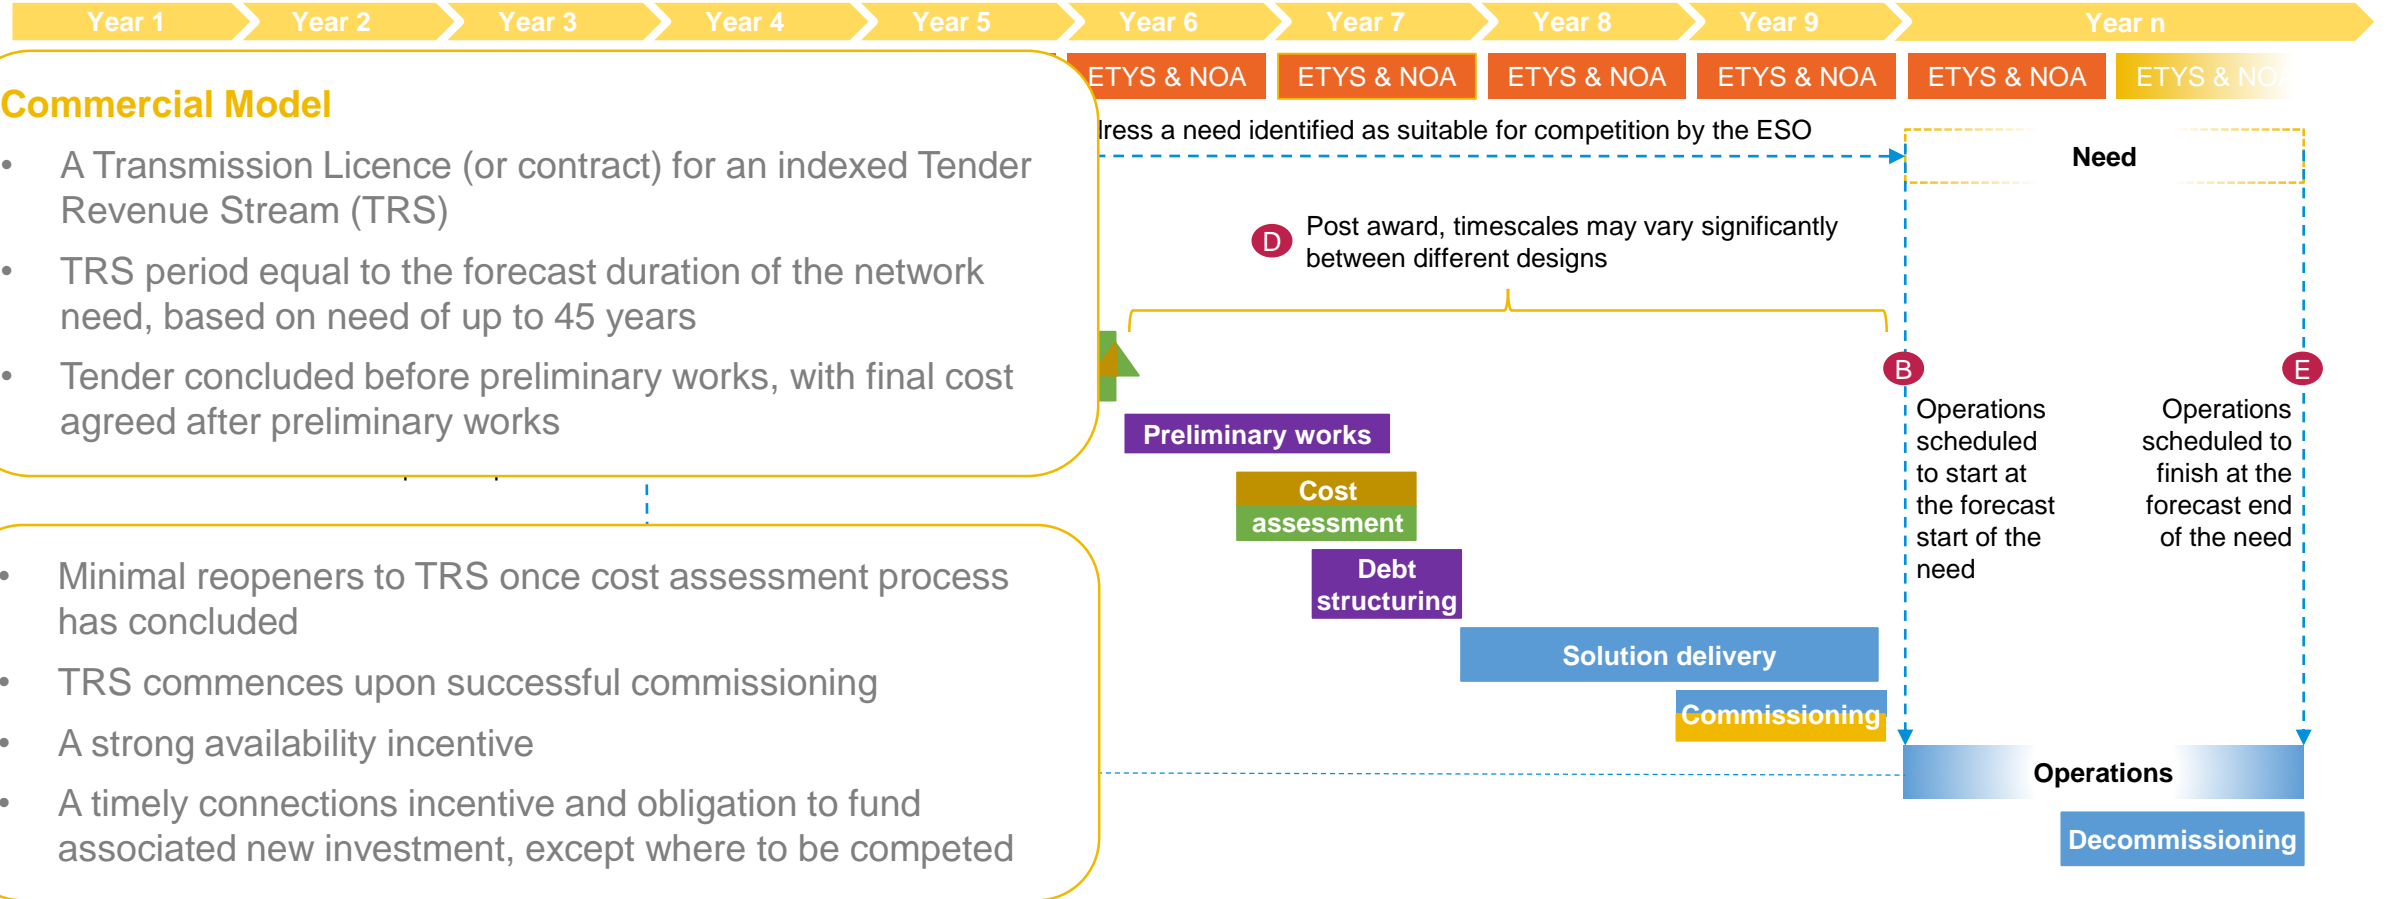 Year 1 Year 2 Year 3 Year 4 Year 5 Year 6 Year 7 Year 8 Year 9 Year n
ETYS & NOA ETYS & NOA ETYS & NOA ETYS & NOA ETYS & NOA ETYS & NOA
Commercial Model
• A Transmission Licence (or contract) for an indexed Tender
Revenue Stream (TRS)
• TRS period equal to the forecast duration of the network
need, based on need of up to 45 years
• Tender concluded before preliminary works, with final cost
agreed after preliminary works
• Minimal reopeners to TRS once cost assessment process
has concluded
• TRS commences upon successful commissioning
• A strong availability incentive
• A timely connections incentive and obligation to fund
associated new investment, except where to be competed
a need identified as suitable for competition by the ESO
Need
D
Post award, timescales may vary significantly
between different designs
B
E
Operations
scheduled
to start at
the forecast
start of the
need
Operations
scheduled to
finish at the
forecast end
of the need
Preliminary works
Cost
assessment
Debt
structuring
Solution delivery
Commissioning
Operations
Decommissioning